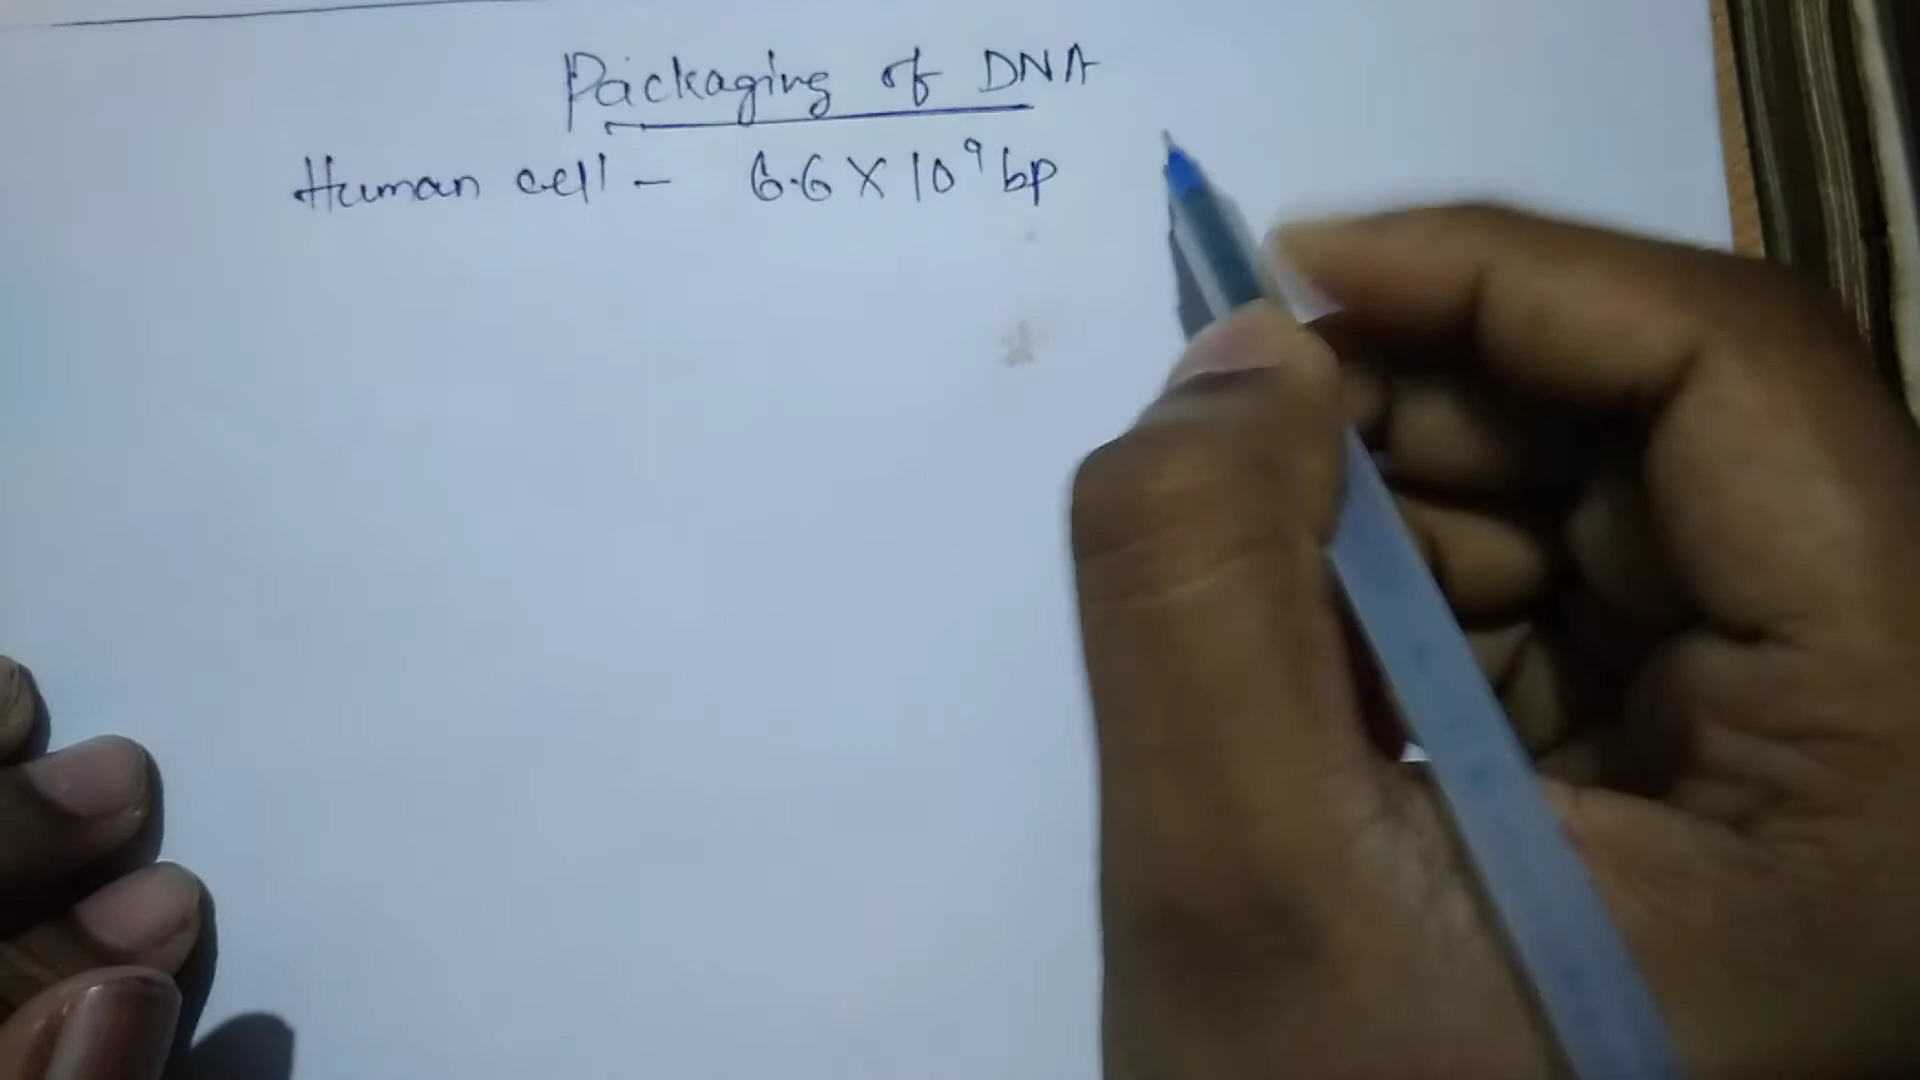 Packaging of DNA
Human cell - 6.6 X 10⁹ bp